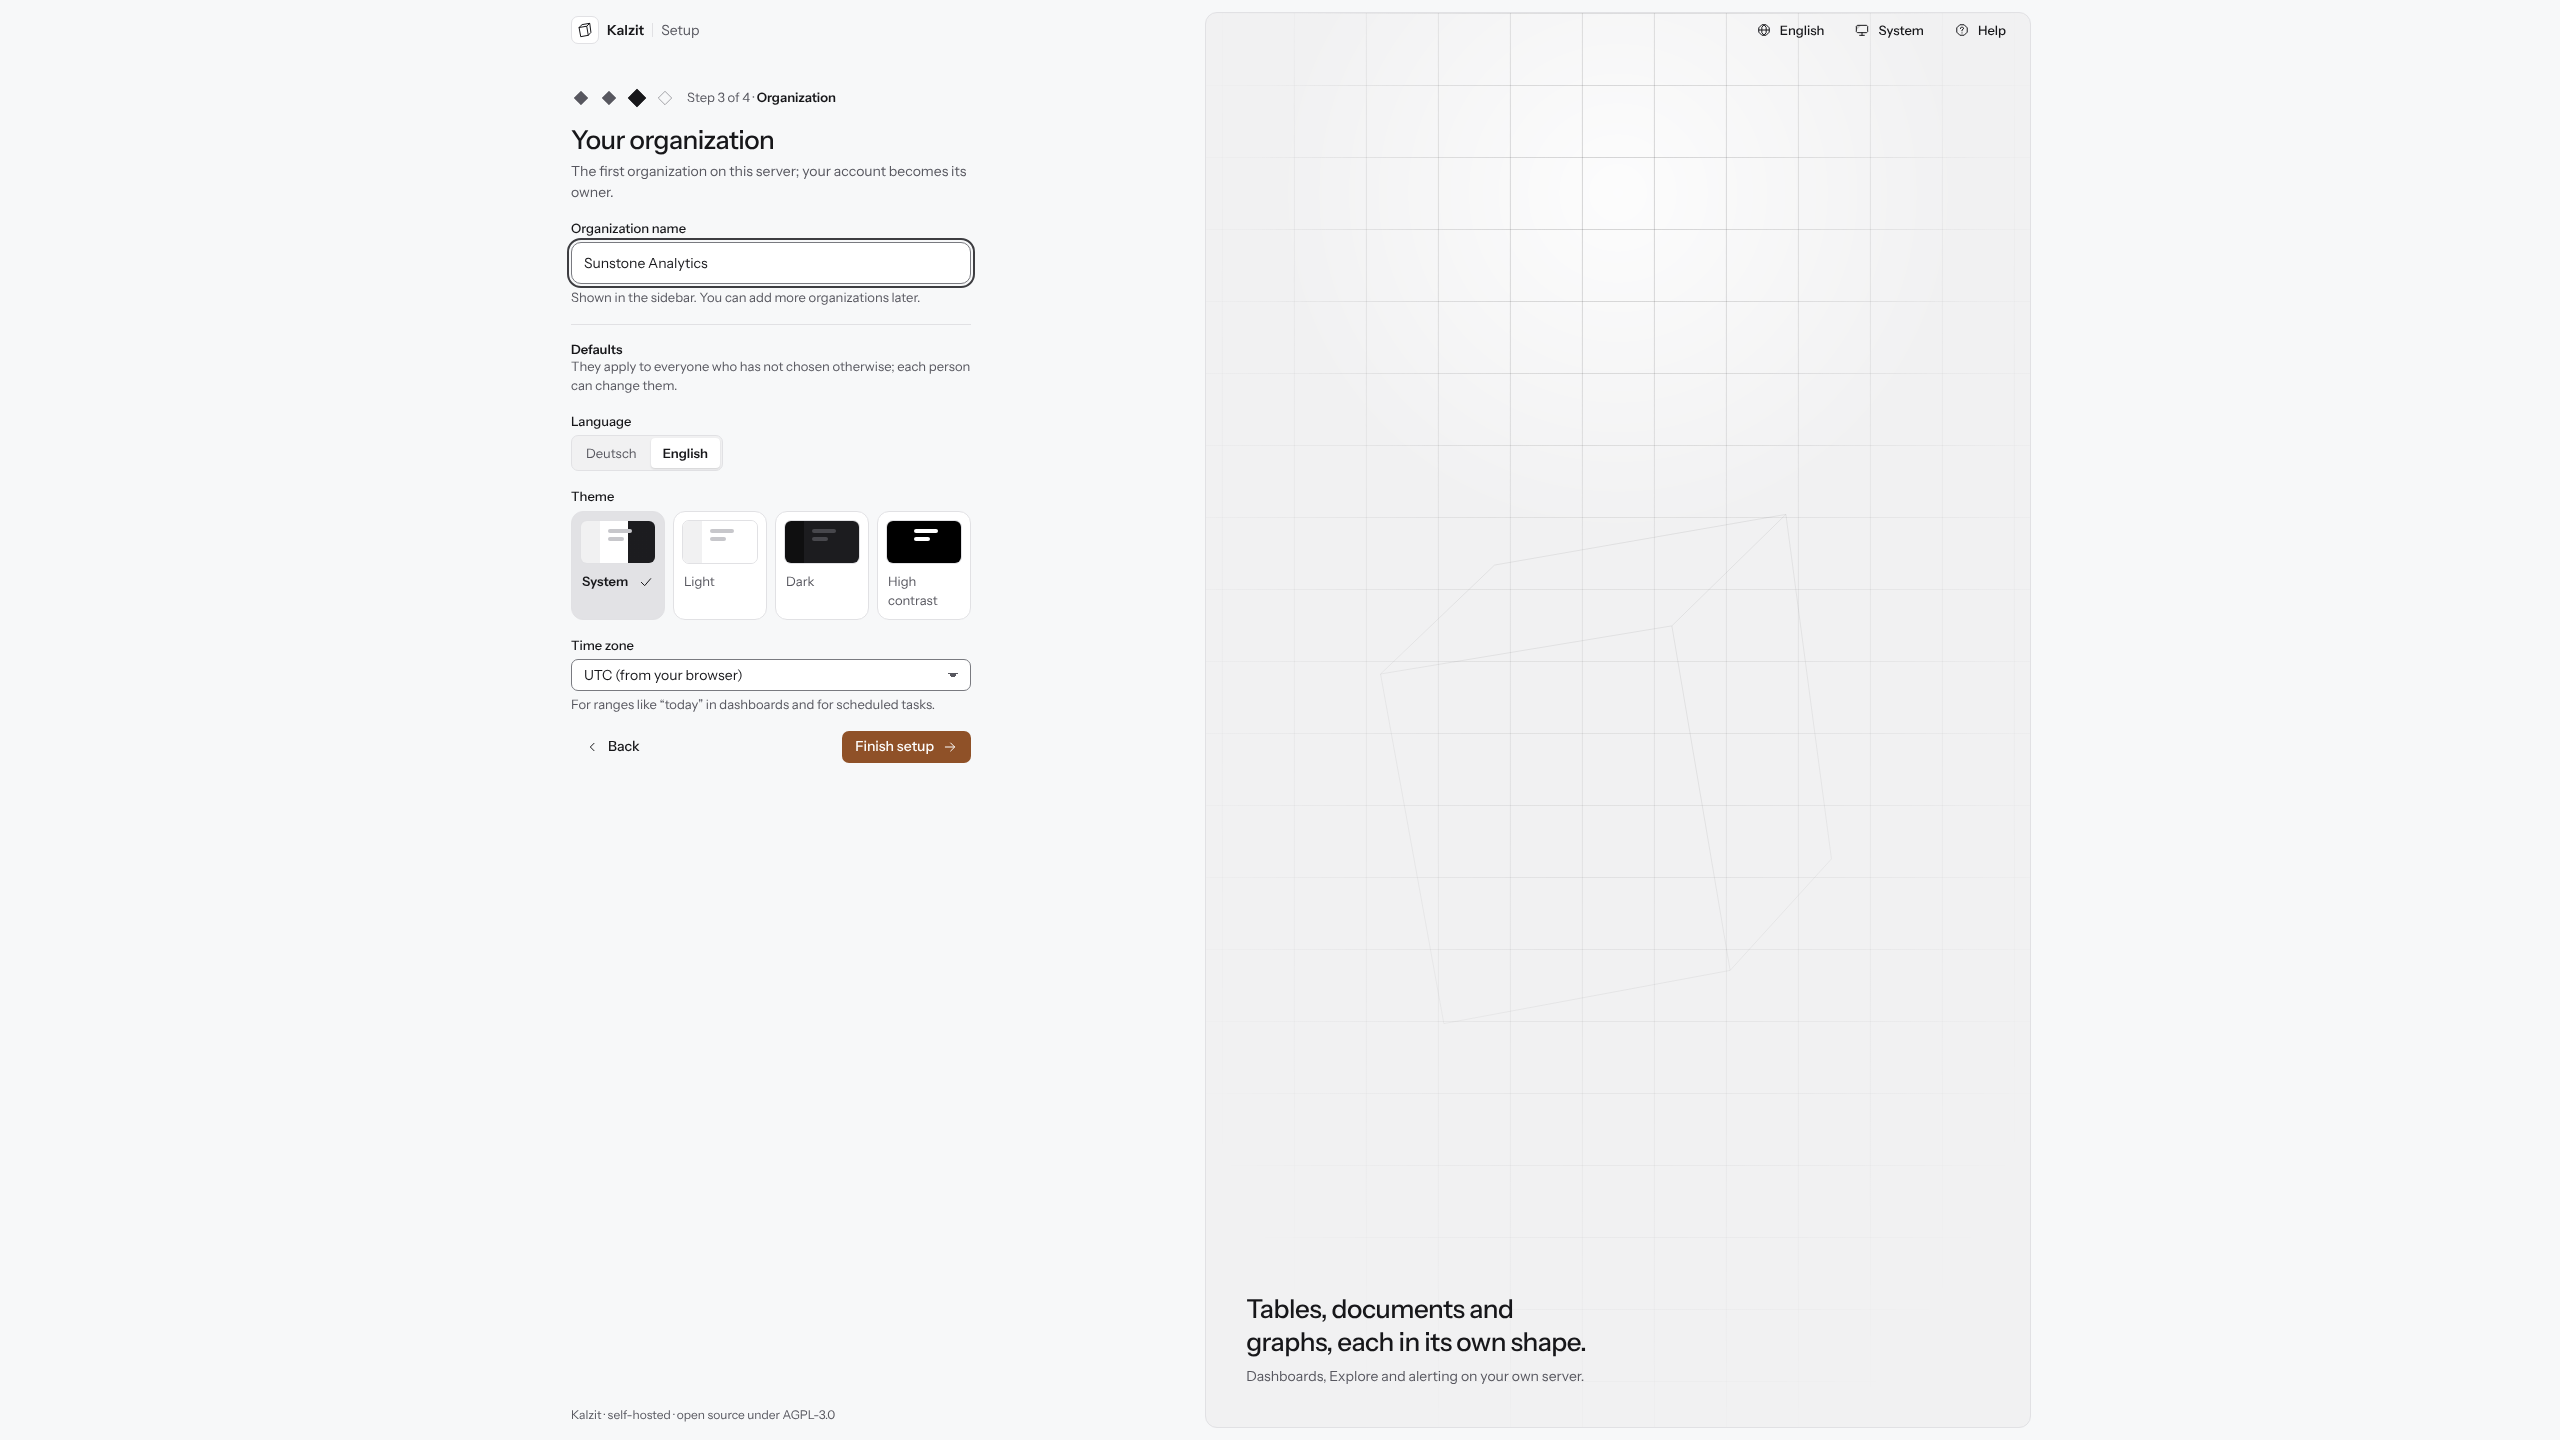 Kalzit
Setup
English
System
Help
Step 3 of 4 · Organization
Your organization
The first organization on this server; your account becomes its
owner.
Organization name
Sunstone Analytics
Shown in the sidebar. You can add more organizations later.
Defaults
They apply to everyone who has not chosen otherwise; each person
can change them.
Language
Deutsch
English
Theme
System
Light
Dark
High
contrast
Time zone
UTC (from your browser)
For ranges like “today” in dashboards and for scheduled tasks.
Back
Finish setup
Tables, documents and
graphs, each in its own shape.
Dashboards, Explore and alerting on your own server.
Kalzit · self-hosted · open source under AGPL-3.0